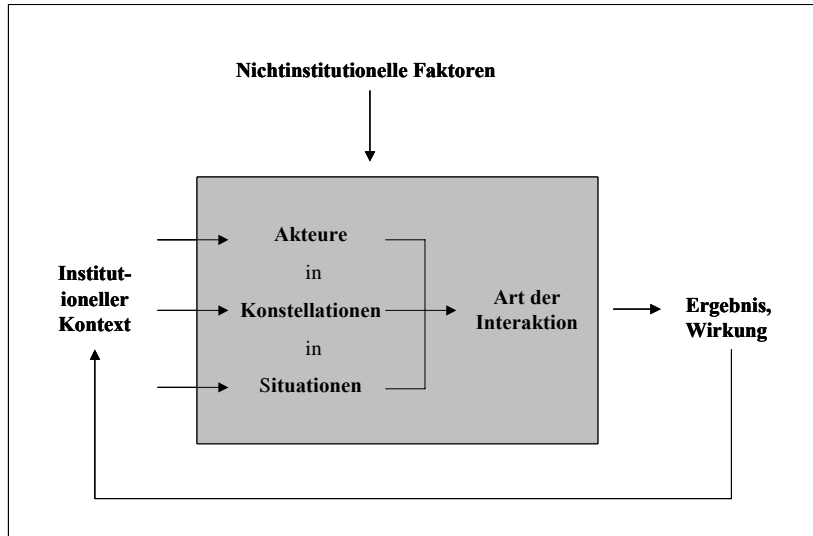 Nichtinstitutionelle Faktoren
Institut-
ioneller
Kontext
Akteure
in
Konstellationen
in
Situationen
Art der
Interaktion
Ergebnis,
Wirkung